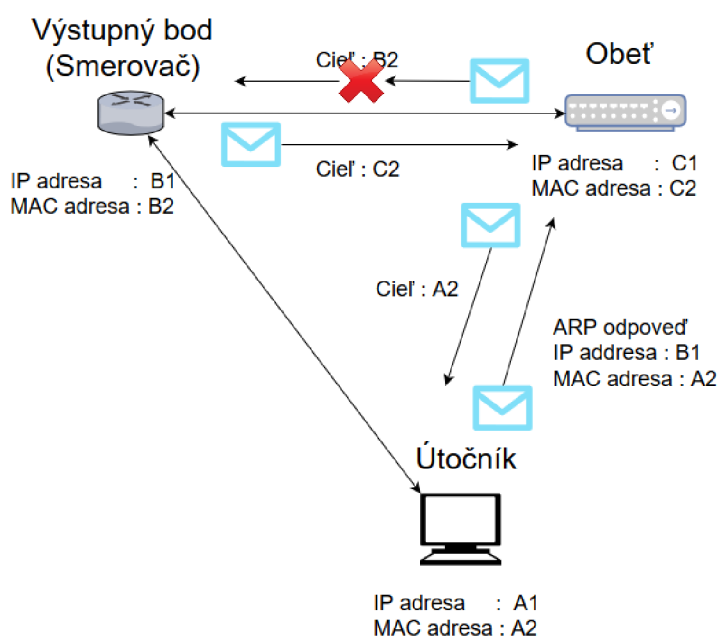 Výstupný bod
(Smerovač)
Cieľ : B2
Obeť
Cieľ : C2
IP adresa : B1
MAC adresa : B2
IP adresa : C1
MAC adresa : C2
Cieľ : A2
ARP odpoveď
IP addresa : B1
MAC adresa : A2
Útočník
IP adresa : A1
MAC adresa : A2